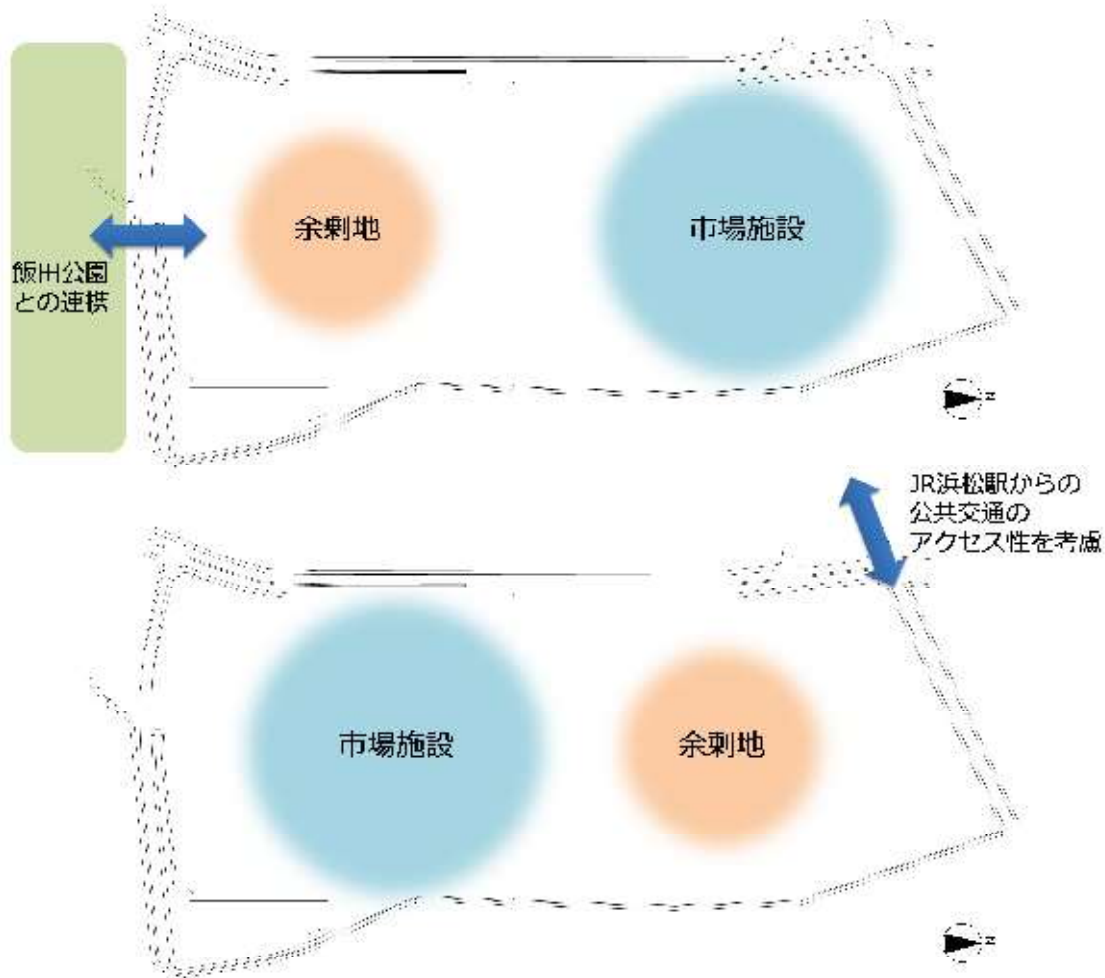 余剰地
市場施設
飯田公園
との連携
N
JR浜松駅からの
公共交通の
アクセス性を考慮
市場施設
余剰地
N